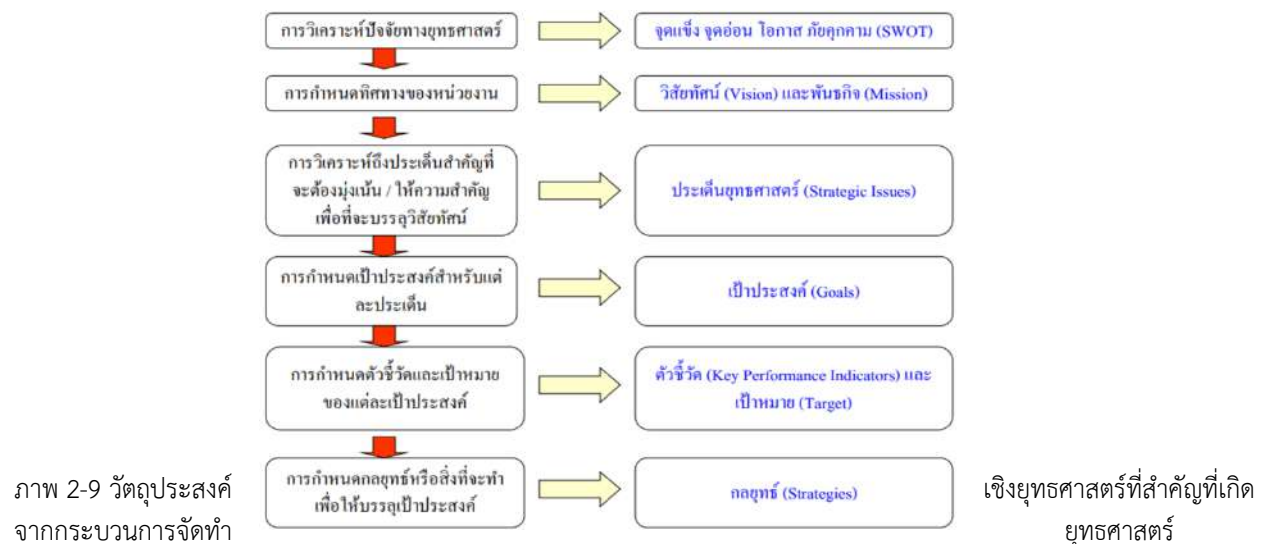 การวิเคราะห์ปัจจัยทางยุทธศาสตร์
จุดแข็ง จุดอ่อน โอกาส ภัยคุกคาม (SWOT)
การกำหนดทิศทางของหน่วยงาน
วิสัยทัศน์ (Vision) และพันธกิจ (Mission)
การวิเคราะห์ถึงประเด็นสำคัญที่
จะต้องมุ่งเน้น / ให้ความสำคัญ
เพื่อที่จะบรรลุวิสัยทัศน์
ประเด็นยุทธศาสตร์ (Strategic Issues)
การกำหนดเป้าประสงค์สำหรับแต่
ละประเด็น
เป้าประสงค์ (Goals)
การกำหนดตัวชี้วัดและเป้าหมาย
ของแต่ละเป้าประสงค์
ตัวชี้วัด (Key Performance Indicators) และ
เป้าหมาย (Target)
การกำหนดกลยุทธ์หรือสิ่งที่จะทำ
เพื่อให้บรรลุเป้าประสงค์
กลยุทธ์ (Strategies)
ภาพ 2-9 วัตถุประสงค์ เชิงยุทธศาสตร์ที่สำคัญที่เกิด
จากกระบวนการจัดทำ ยุทธศาสตร์